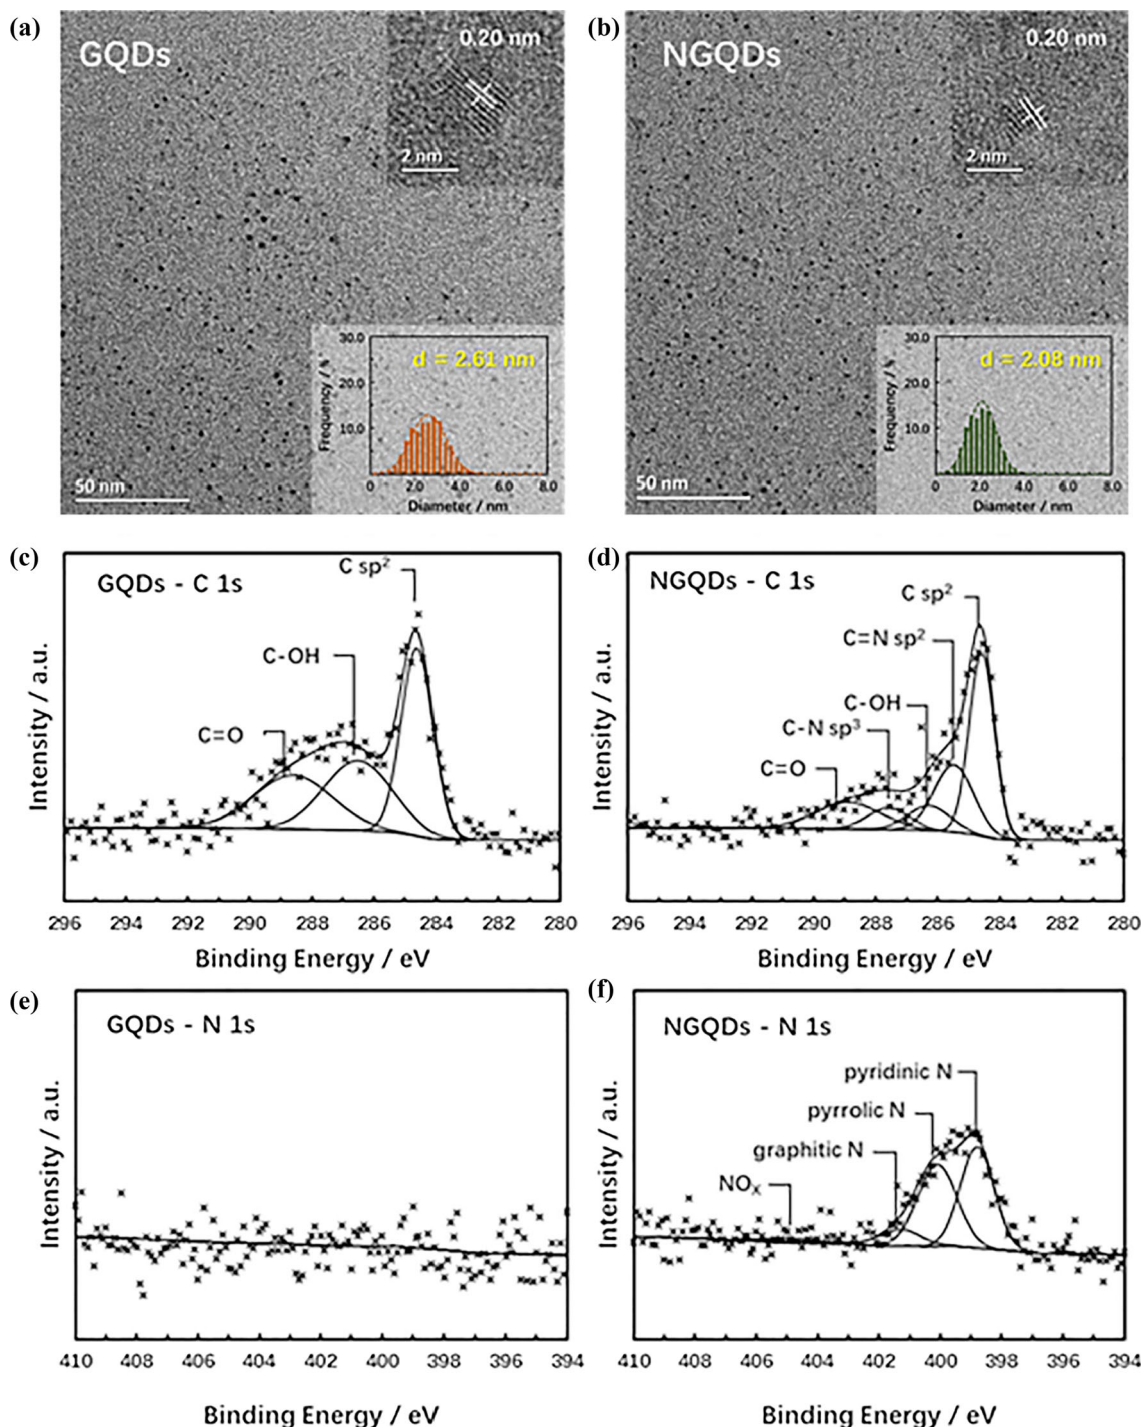 (a)
GQDs
0.20 nm
2 nm
50 nm
30.0
20.0
10.0
Frequency / %
d = 2.61 nm
0 2.0 4.0 6.0 8.0
Diameter / nm
(b)
NGQDs
0.20 nm
2 nm
50 nm
30.0
20.0
10.0
Frequency / %
d = 2.08 nm
0 2.0 4.0 6.0 8.0
Diameter / nm
(c)
GQDs - C 1s
C sp²
C-OH
C=O
Intensity / a.u.
296 294 292 290 288 286 284 282 280
Binding Energy / eV
(d)
NGQDs - C 1s
C sp²
C=N sp²
C-OH
C-N sp³
C=O
Intensity / a.u.
296 294 292 290 288 286 284 282 280
Binding Energy / eV
(e)
GQDs - N 1s
Intensity / a.u.
410 408 406 404 402 400 398 396 394
Binding Energy / eV
(f)
NGQDs - N 1s
pyridinic N
pyrrolic N
graphitic N
NOₓ
Intensity / a.u.
410 408 406 404 402 400 398 396 394
Binding Energy / eV